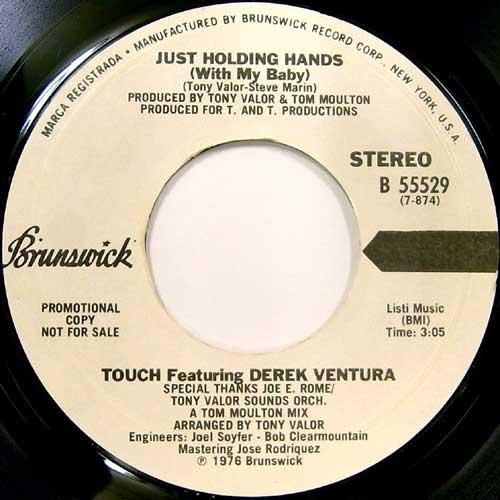 MARCA REGISTRADA • MANUFACTURED BY BRUNSWICK RECORD CORP., NEW YORK, U.S.A.
JUST HOLDING HANDS
(With My Baby)
(Tony Valor-Steve Marin)
PRODUCED BY TONY VALOR & TOM MOULTON
PRODUCED FOR T. AND T. PRODUCTIONS
STEREO
B 55529
(7-874)
Brunswick
PROMOTIONAL
COPY
NOT FOR SALE
Listi Music
(BMI)
Time: 3:05
TOUCH Featuring DEREK VENTURA
SPECIAL THANKS JOE E. ROME/
TONY VALOR SOUNDS ORCH.
A TOM MOULTON MIX
ARRANGED BY TONY VALOR
Engineers: Joel Soyfer - Bob Clearmountain
Mastering Jose Rodriquez
℗ 1976 Brunswick